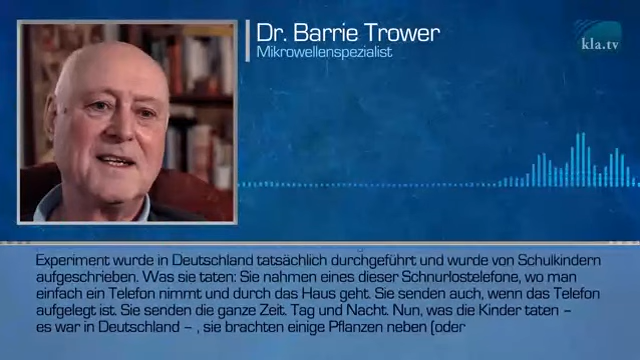 Dr. Barrie Trower
Mikrowellenspezialist
kla.tv
Experiment wurde in Deutschland tatsächlich durchgeführt und wurde von Schulkindern
aufgeschrieben. Was sie taten: Sie nahmen eines dieser Schnurlostelefone, wo man
einfach ein Telefon nimmt und durch das Haus geht. Sie senden auch, wenn das Telefon
aufgelegt ist. Sie senden die ganze Zeit. Tag und Nacht. Nun, was die Kinder taten –
es war in Deutschland – , sie brachten einige Pflanzen neben (oder